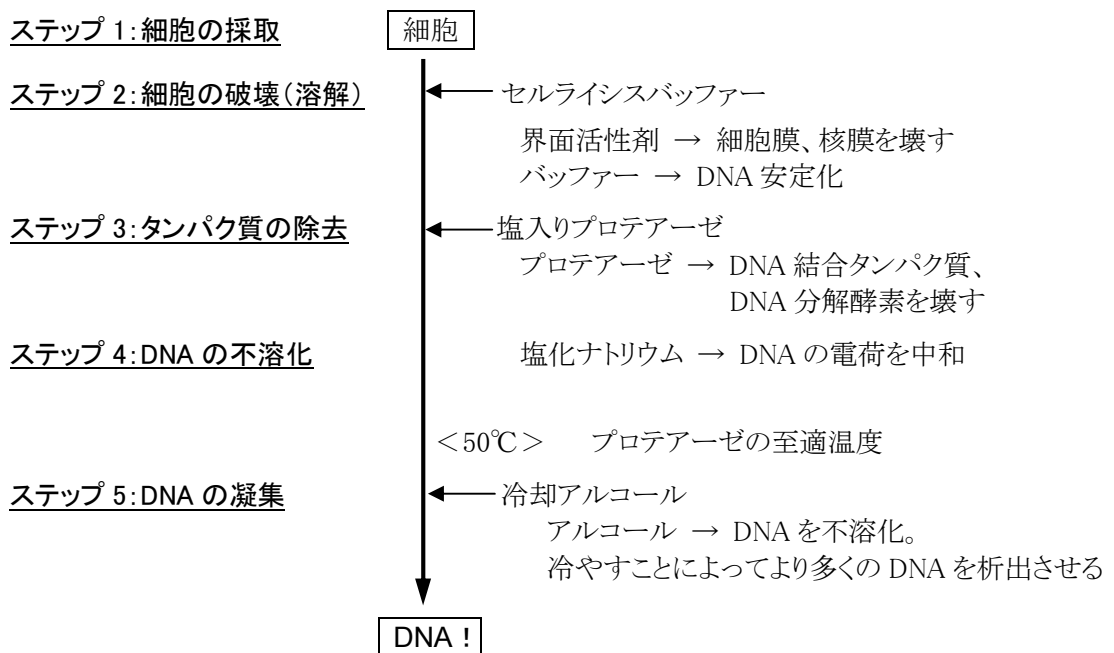 ステップ 1：細胞の採取 細胞
ステップ 2：細胞の破壊（溶解） セルライシスバッファー
界面活性剤 → 細胞膜、核膜を壊す
バッファー → DNA 安定化
ステップ 3：タンパク質の除去 塩入りプロテアーゼ
プロテアーゼ → DNA 結合タンパク質、
DNA 分解酵素を壊す
ステップ 4：DNA の不溶化 塩化ナトリウム → DNA の電荷を中和
＜50℃＞ プロテアーゼの至適温度
ステップ 5：DNA の凝集 冷却アルコール
アルコール → DNA を不溶化。
冷やすことによってより多くの DNA を析出させる
DNA！